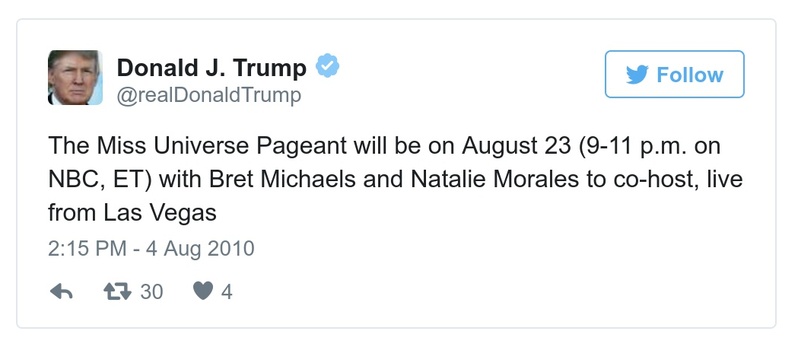 Donald J. Trump
@realDonaldTrump
Follow
The Miss Universe Pageant will be on August 23 (9-11 p.m. on
NBC, ET) with Bret Michaels and Natalie Morales to co-host, live
from Las Vegas
2:15 PM - 4 Aug 2010
30 4